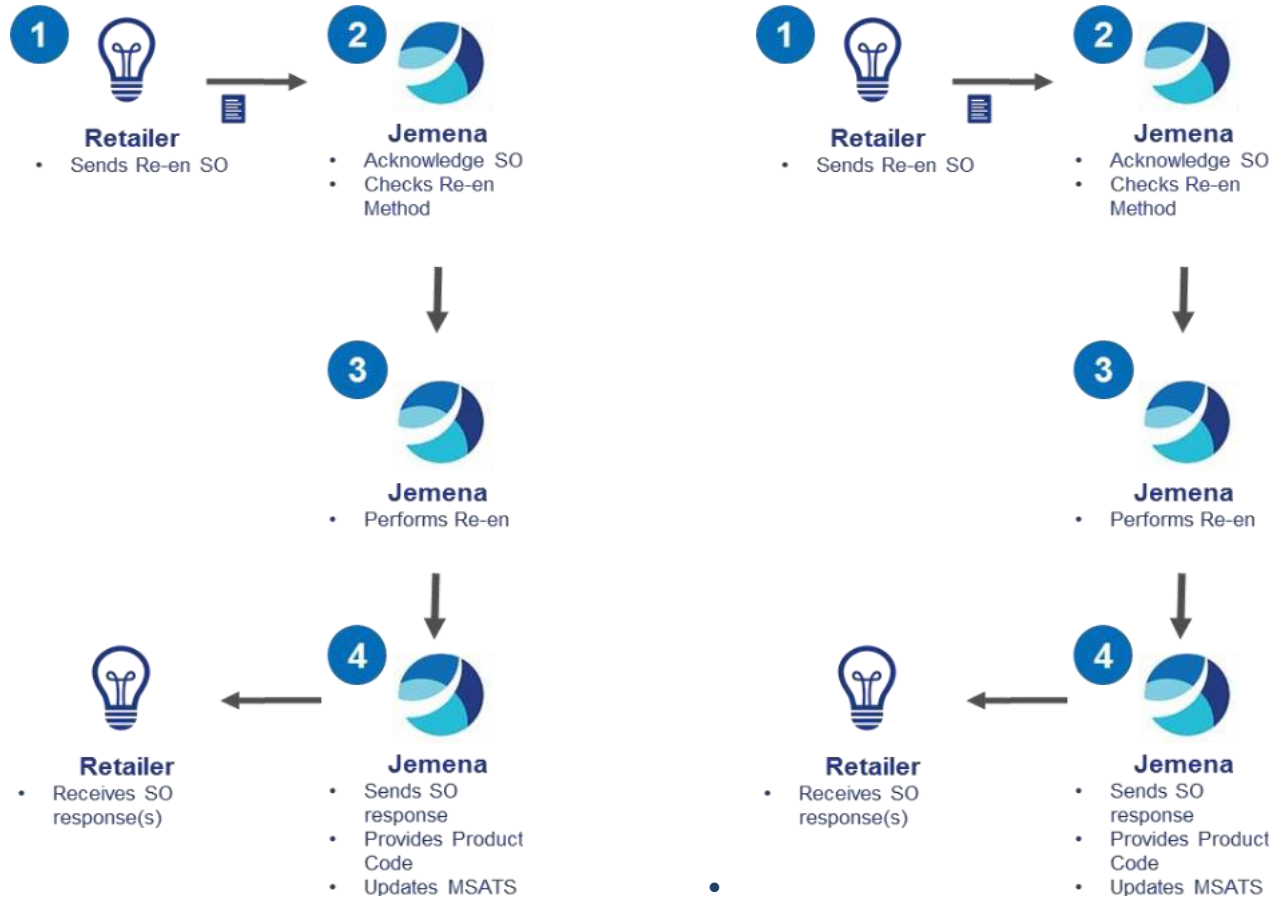 1
2
Retailer
• Sends Re-en SO
Jemena
• Acknowledge SO
• Checks Re-en
Method
3
Jemena
• Performs Re-en
4
Retailer
• Receives SO
response(s)
Jemena
• Sends SO
response
• Provides Product
Code
• Updates MSATS
1
2
Retailer
• Sends Re-en SO
Jemena
• Acknowledge SO
• Checks Re-en
Method
3
Jemena
• Performs Re-en
4
Retailer
• Receives SO
response(s)
Jemena
• Sends SO
response
• Provides Product
Code
• Updates MSATS
•